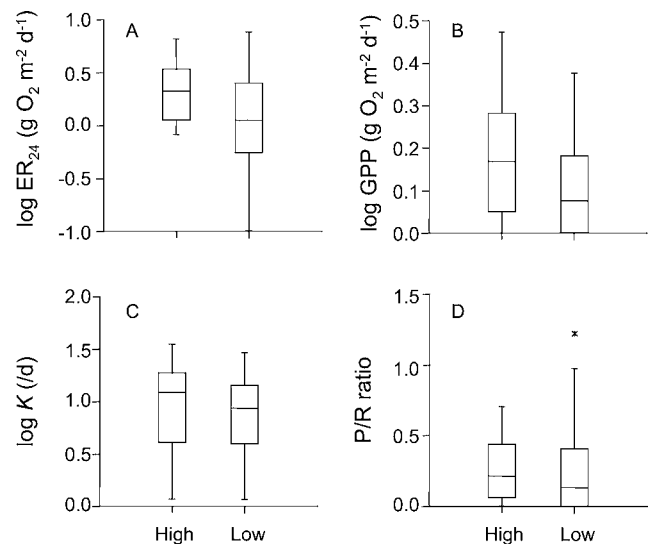 A
log ER₂₄ (g O₂ m⁻² d⁻¹)
1.0
0.5
0.0
-0.5
-1.0
B
log GPP (g O₂ m⁻² d⁻¹)
0.5
0.4
0.3
0.2
0.1
0.0
C
log K (/d)
2.0
1.5
1.0
0.5
0.0
High Low
D
P/R ratio
1.5
1.0
0.5
0.0
High Low